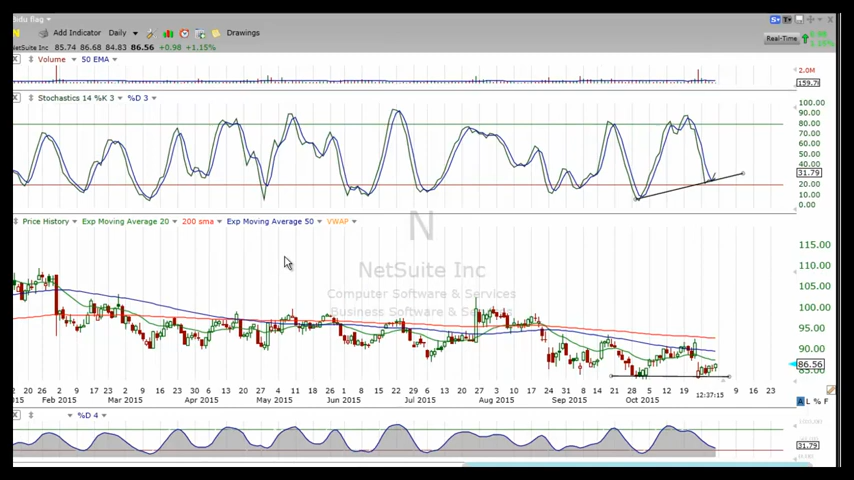 bidu flag
N Add Indicator Daily Drawings Real-Time
NetSuite Inc 85.74 86.68 84.83 86.56 +0.98 +1.15%
Volume 50 EMA
2.0M
159.7
Stochastics 14 %K 3 %D 3
100.00
90.00
80.00
70.00
60.00
50.00
40.00
31.79
20.00
10.00
0.00
Price History Exp Moving Average 20 200 sma Exp Moving Average 50 VWAP
N
NetSuite Inc
Computer Software & Services
Business Software & S
115.00
110.00
105.00
100.00
95.00
90.00
86.56
85.00
20 26 2 9 17 23 2 9 16 23 30 6 13 20 27 4 11 18 26 1 8 15 22 29 6 13 20 27 3 10 17 24 31 8 14 21 28 5 12 19 9 16 23
2015 Feb 2015 Mar 2015 Apr 2015 May 2015 Jun 2015 Jul 2015 Aug 2015 Sep 2015 Oct 2015 12:37:15
A L % F
%D 4
31.79